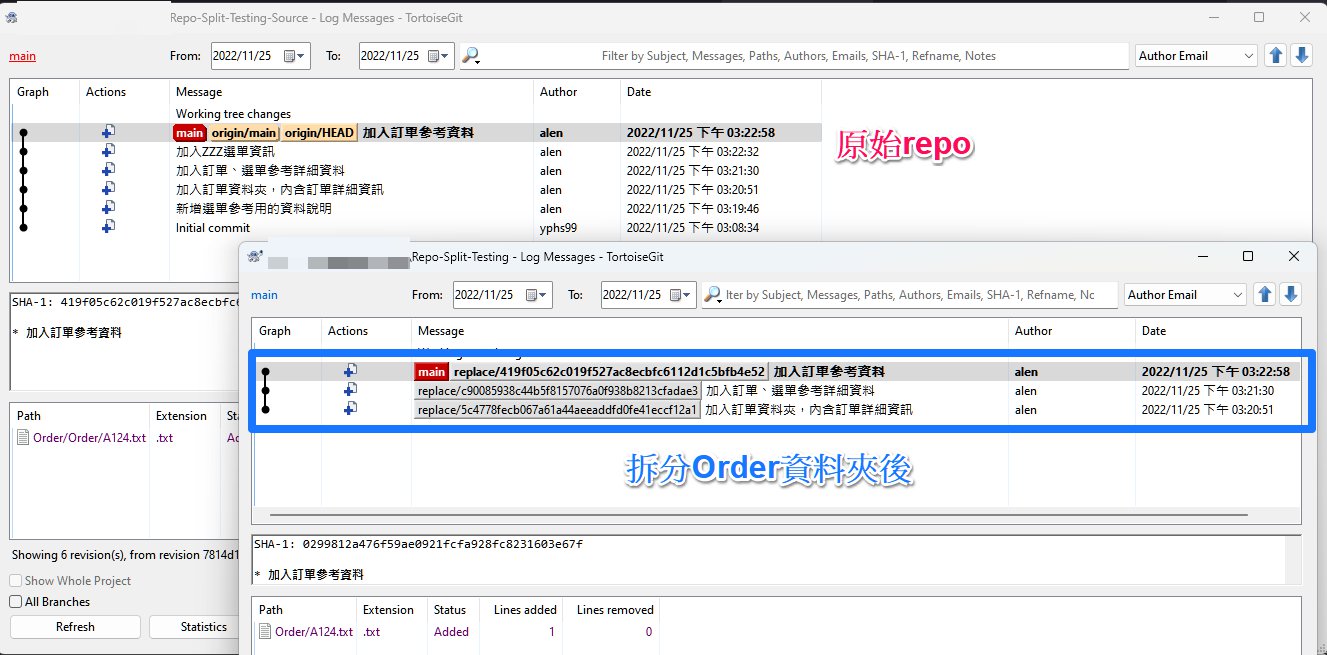 Repo-Split-Testing-Source - Log Messages - TortoiseGit
main From: 2022/11/25 To: 2022/11/25 Filter by Subject, Messages, Paths, Authors, Emails, SHA-1, Refname, Notes Author Email
Graph Actions Message Author Date
Working tree changes
main origin/main origin/HEAD 加入訂單參考資料 alen 2022/11/25 下午 03:22:58
加入ZZZ選單資訊 alen 2022/11/25 下午 03:22:32
加入訂單、選單參考詳細資料 alen 2022/11/25 下午 03:21:30
加入訂單資料夾，內含訂單詳細資訊 alen 2022/11/25 下午 03:20:51
新增選單參考用的資料說明 alen 2022/11/25 下午 03:19:46
Initial commit yphs99 2022/11/25 下午 03:08:34
原始repo
SHA-1: 419f05c62c019f527ac8ecbfc6
* 加入訂單參考資料
Path Extension Sta
Order/Order/A124.txt .txt Ad
Showing 6 revision(s), from revision 7814d1
Show Whole Project
All Branches
Refresh Statistics
Repo-Split-Testing - Log Messages - TortoiseGit
main From: 2022/11/25 To: 2022/11/25 lter by Subject, Messages, Paths, Authors, Emails, SHA-1, Refname, Nc Author Email
Graph Actions Message Author Date
main replace/419f05c62c019f527ac8ecbfc6112d1c5bfb4e52 加入訂單參考資料 alen 2022/11/25 下午 03:22:58
replace/c90085938c44b5f8157076a0f938b8213cfadae3 加入訂單、選單參考詳細資料 alen 2022/11/25 下午 03:21:30
replace/5c4778fecb067a61a44aeeaddfd0fe41eccf12a1 加入訂單資料夾，內含訂單詳細資訊 alen 2022/11/25 下午 03:20:51
拆分Order資料夾後
SHA-1: 0299812a476f59ae0921fcfa928fc8231603e67f
* 加入訂單參考資料
Path Extension Status Lines added Lines removed
Order/A124.txt .txt Added 1 0